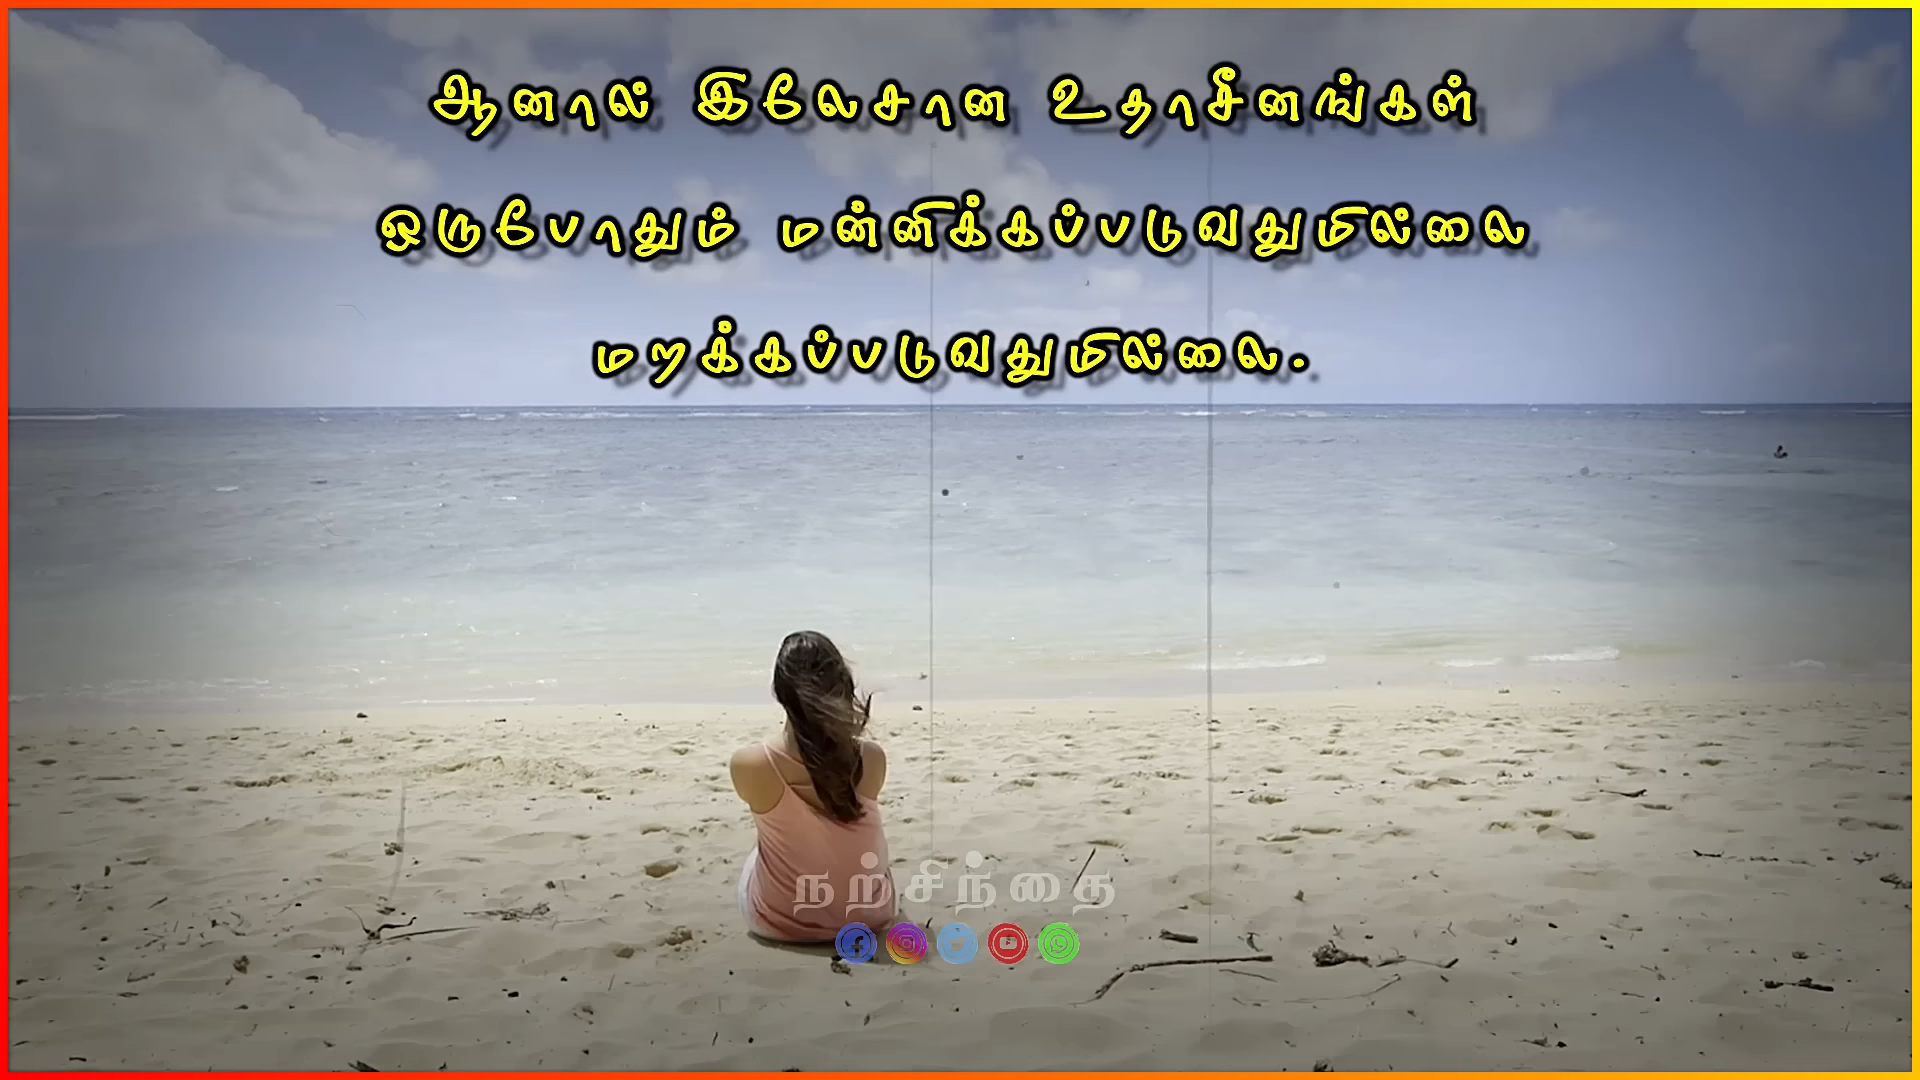 ஆனால் இலேசான உதாசீனங்கள்
ஒருபோதும் மன்னிக்கப்படுவதுமில்லை
மறக்கப்படுவதுமில்லை.
நற்சிந்தை